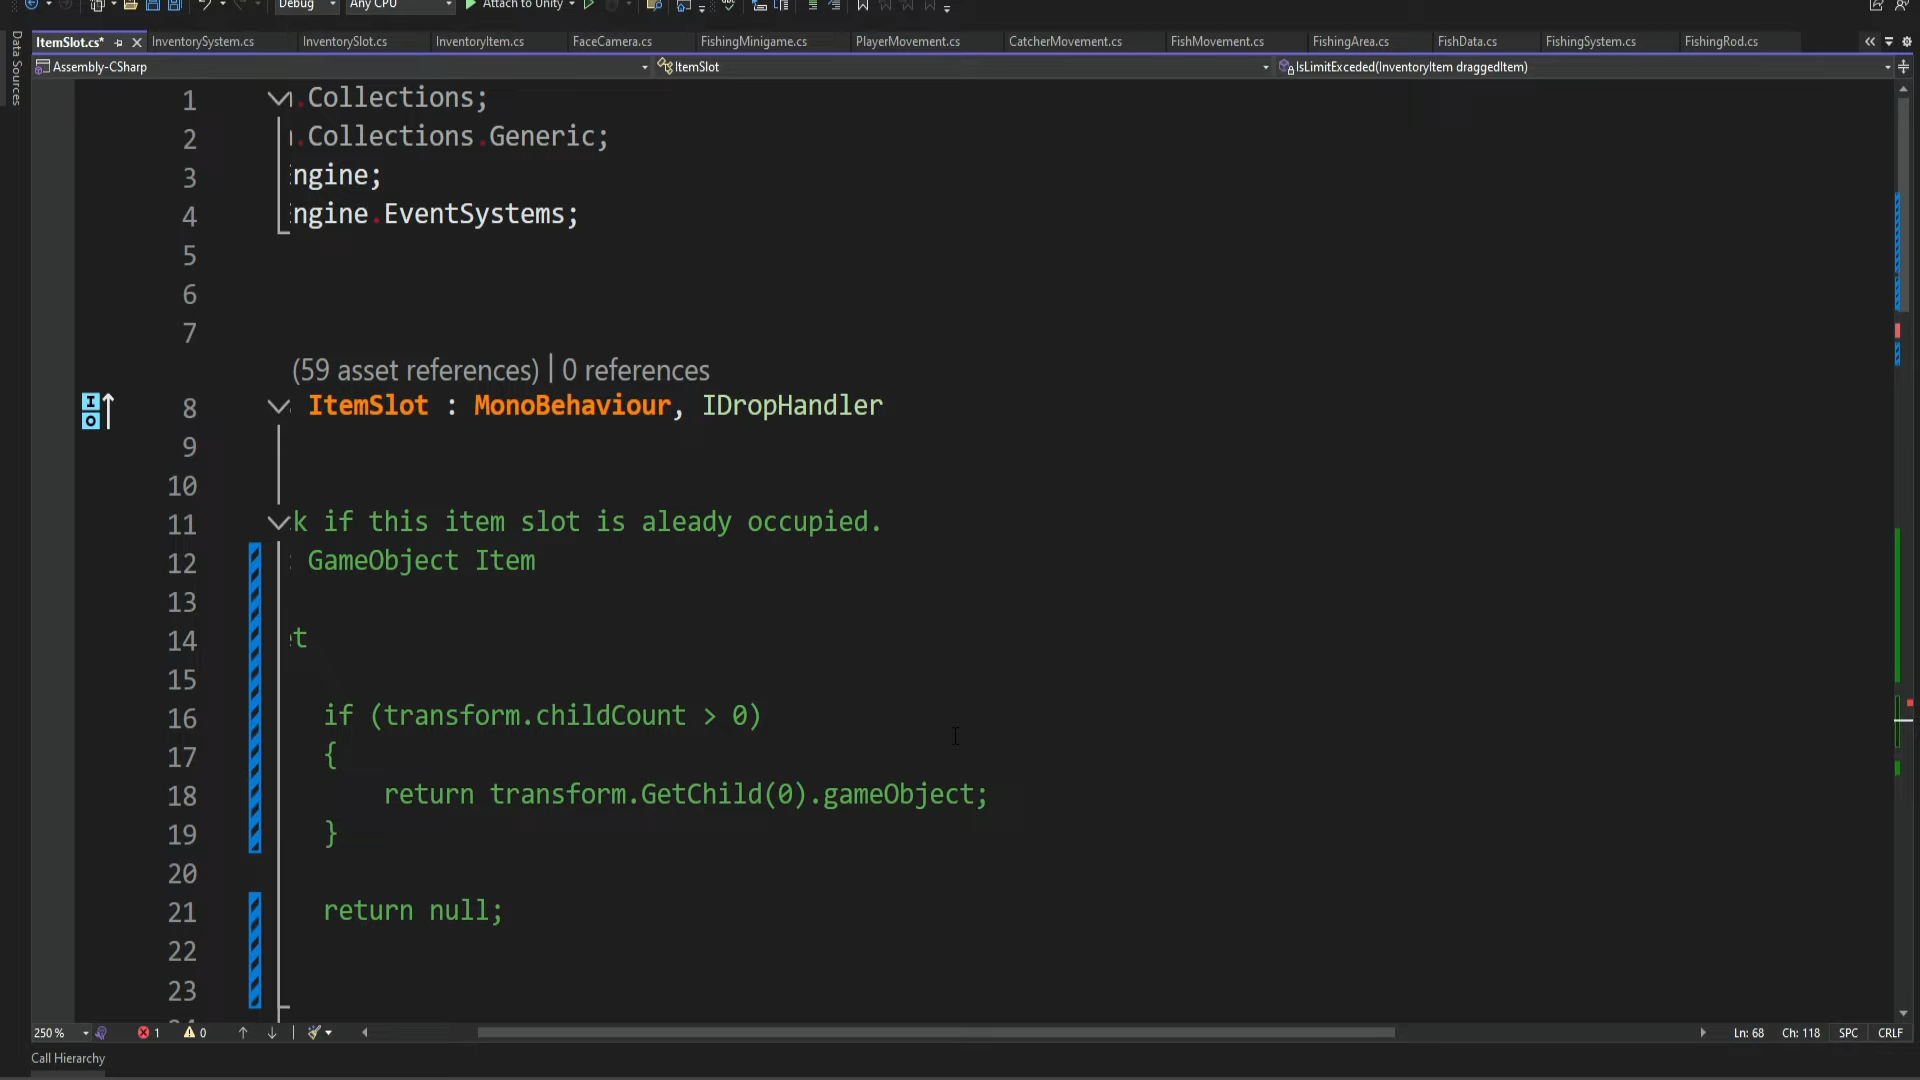 Debug Any CPU Attach to Unity
ItemSlot.cs* InventorySystem.cs InventorySlot.cs InventoryItem.cs FaceCamera.cs FishingMinigame.cs PlayerMovement.cs CatcherMovement.cs FishMovement.cs FishingArea.cs FishData.cs FishingSystem.cs FishingRod.cs
Data Sources
Assembly-CSharp ItemSlot IsLimitExceded(InventoryItem draggedItem)
1 .Collections;
2 .Collections.Generic;
3 ngine;
4 ngine.EventSystems;
5
6
7
(59 asset references) | 0 references
8 ItemSlot : MonoBehaviour, IDropHandler
9
10
11 k if this item slot is aleady occupied.
12 GameObject Item
13
14 et
15
16 if (transform.childCount > 0)
17 {
18 return transform.GetChild(0).gameObject;
19 }
20
21 return null;
22
23
250 % 1 0 Ln: 68 Ch: 118 SPC CRLF
Call Hierarchy